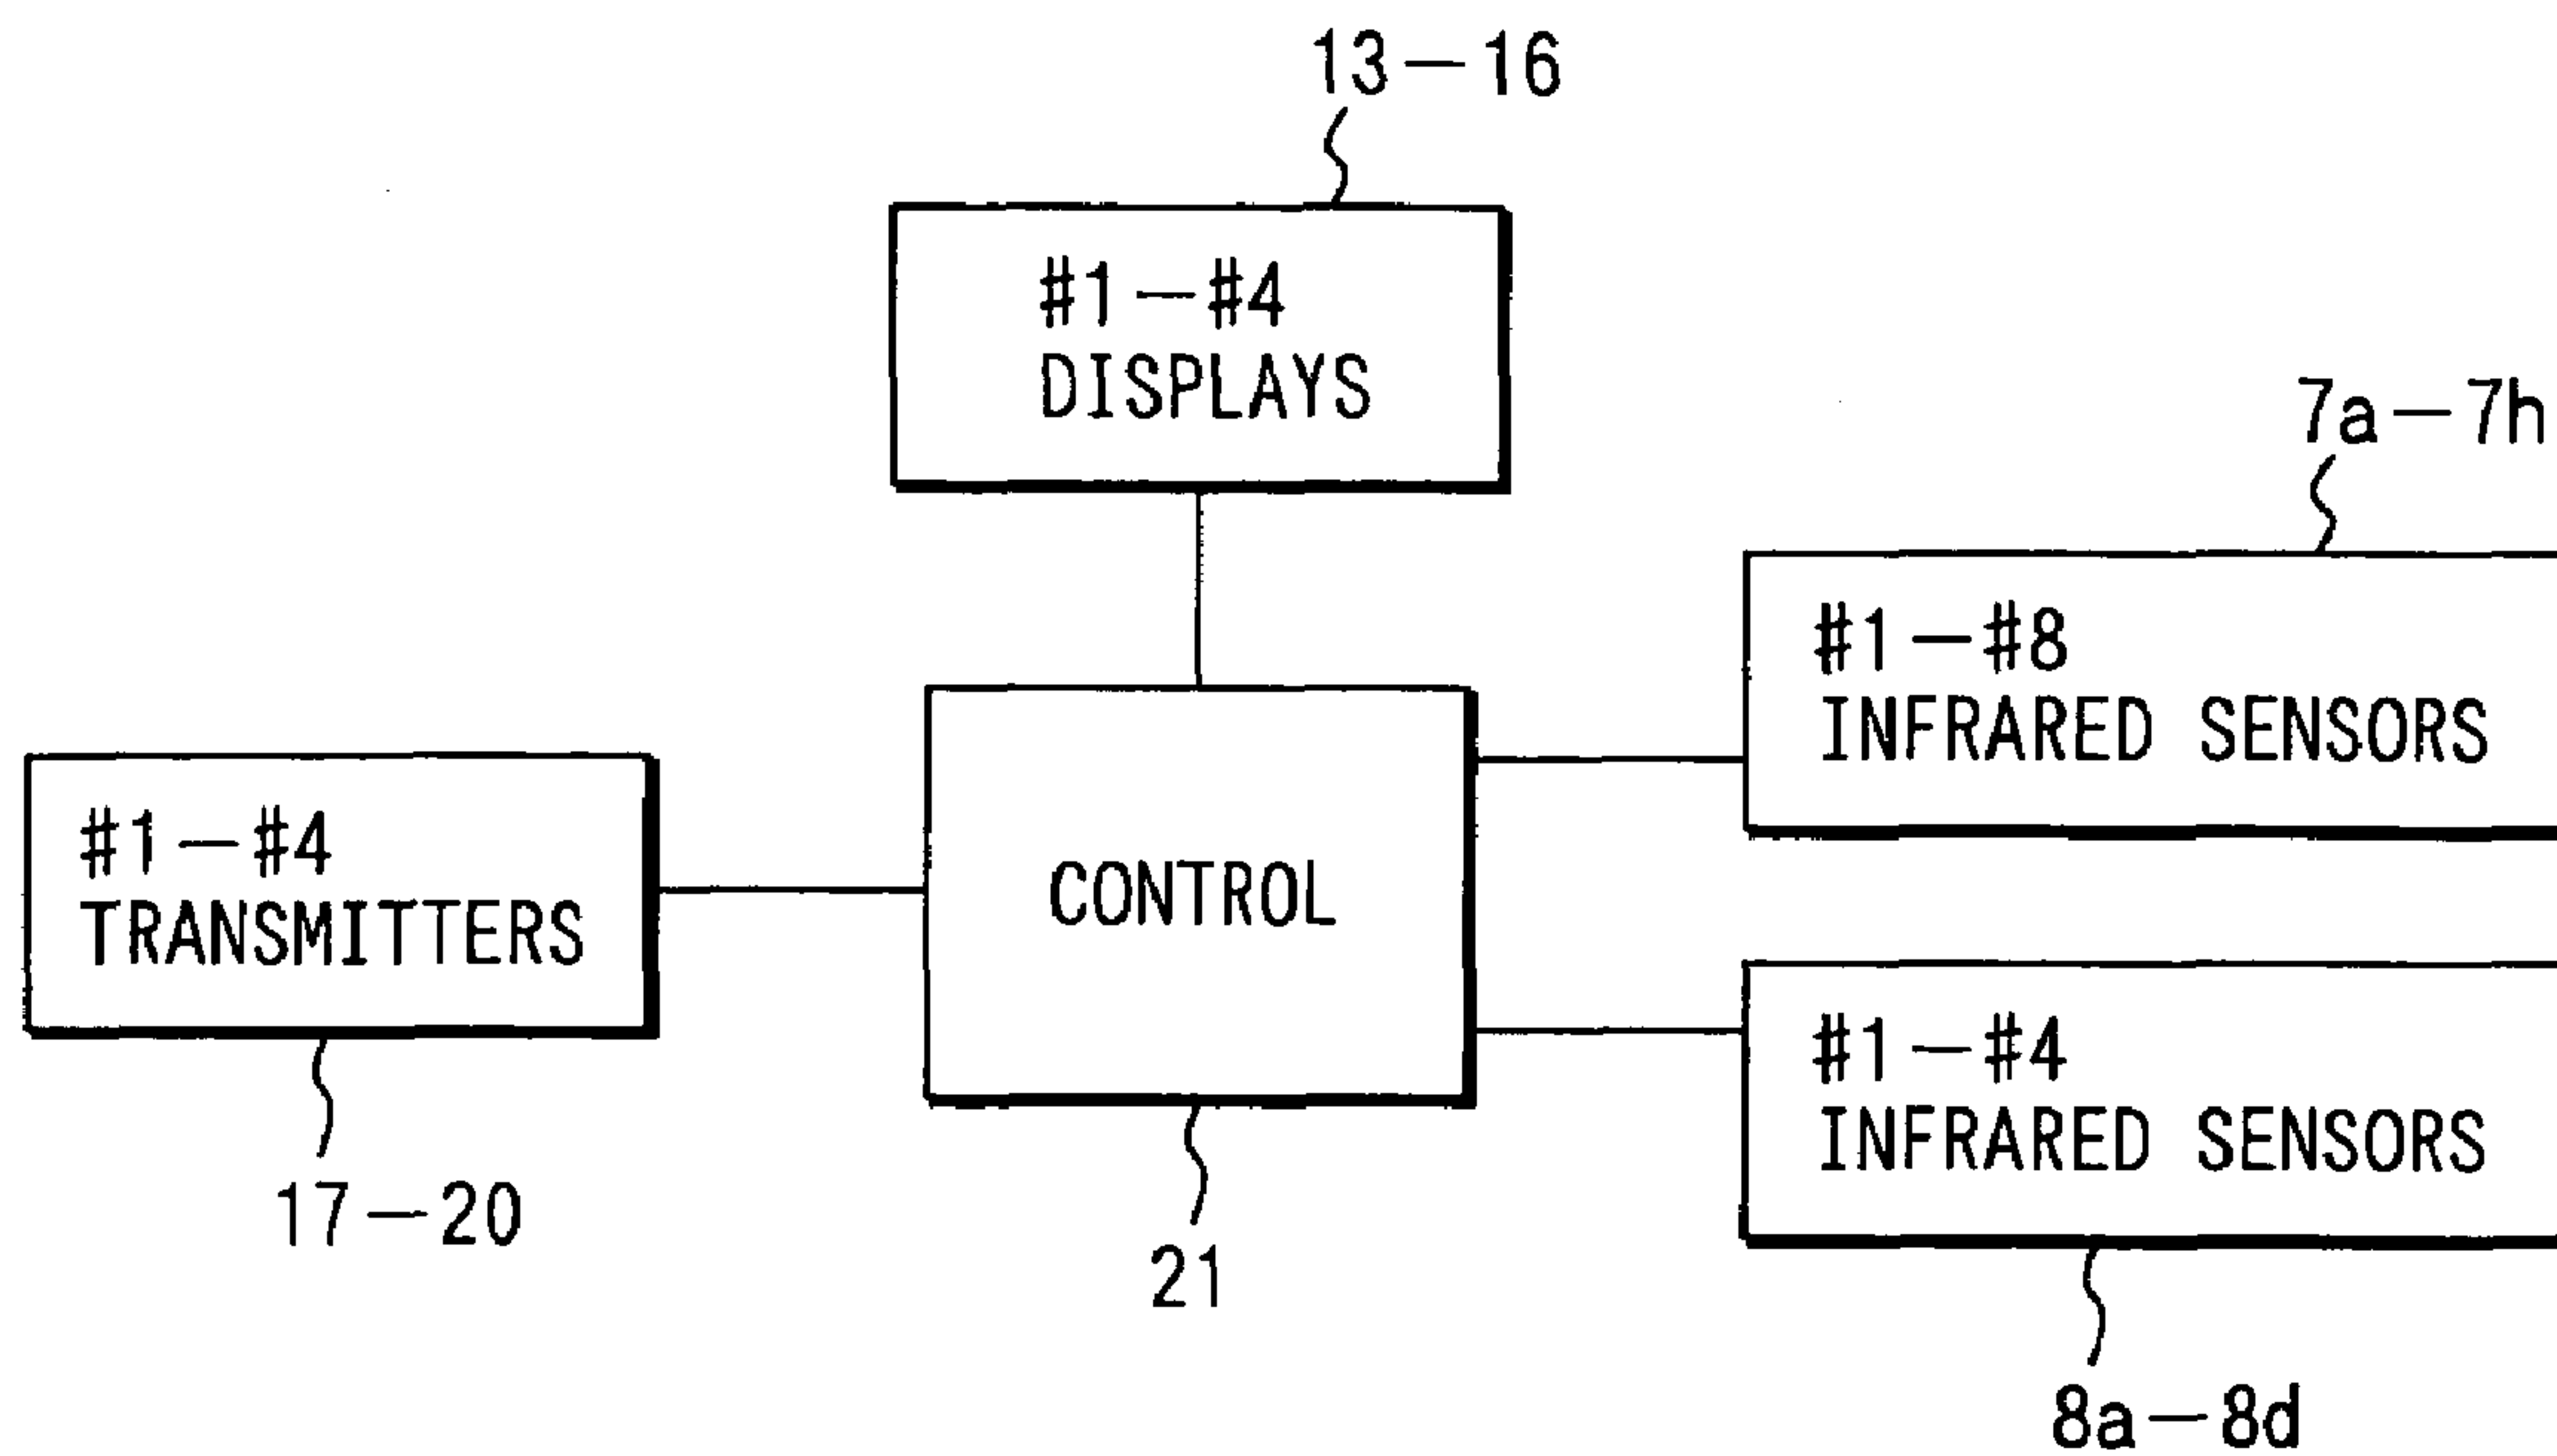 13—16
#1—#4
DISPLAYS
7a—7h
#1—#8
INFRARED SENSORS
#1—#4
TRANSMITTERS
CONTROL
#1—#4
INFRARED SENSORS
17—20
21
8a—8d